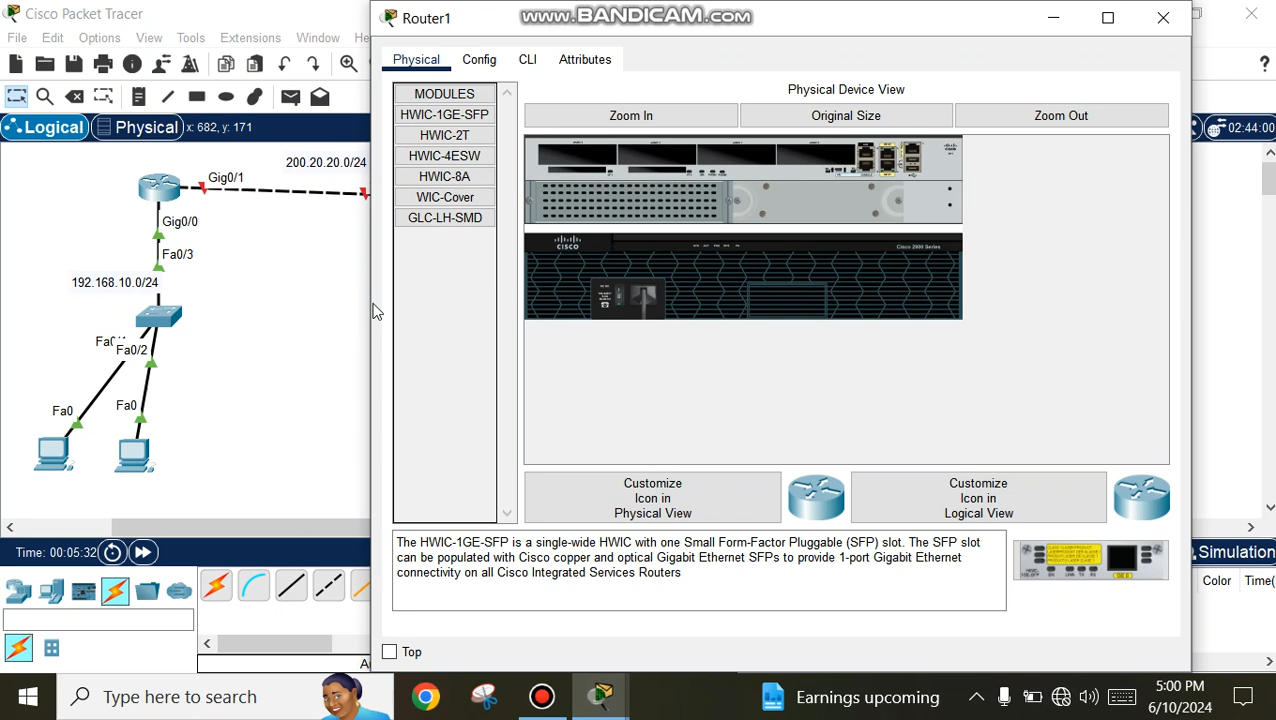 Cisco Packet Tracer
Router1
www.BANDICAM.com
File Edit Options View Tools Extensions Window He
Physical Config CLI Attributes
MODULES
HWIC-1GE-SFP
HWIC-2T
HWIC-4ESW
HWIC-8A
WIC-Cover
GLC-LH-SMD
Physical Device View
Zoom In Original Size Zoom Out
Logical Physical x: 682, y: 171
02:44:00
200.20.20.0/24
Gig0/1
Gig0/0
Fa0/3
192.168.10.0/24
Fa0/2
Fa0
Fa0
CISCO
Cisco 2900 Series
Customize
Icon in
Physical View
Customize
Icon in
Logical View
Time: 00:05:32
Simulation
The HWIC-1GE-SFP is a single-wide HWIC with one Small Form-Factor Pluggable (SFP) slot. The SFP slot
can be populated with Cisco copper and optical Gigabit Ethernet SFPs to provide 1-port Gigabit Ethernet
connectivity on all Cisco Integrated Services Routers
Color Time(
Top
Type here to search
Earnings upcoming
5:00 PM
6/10/2024